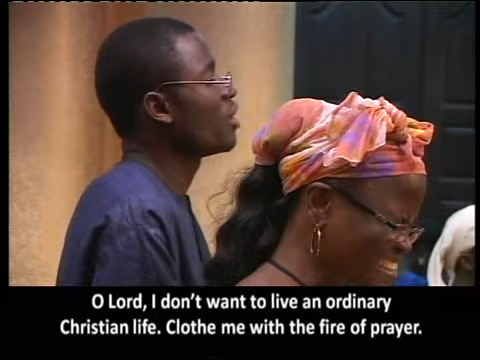 O Lord, I don't want to live an ordinary
Christian life. Clothe me with the fire of prayer.